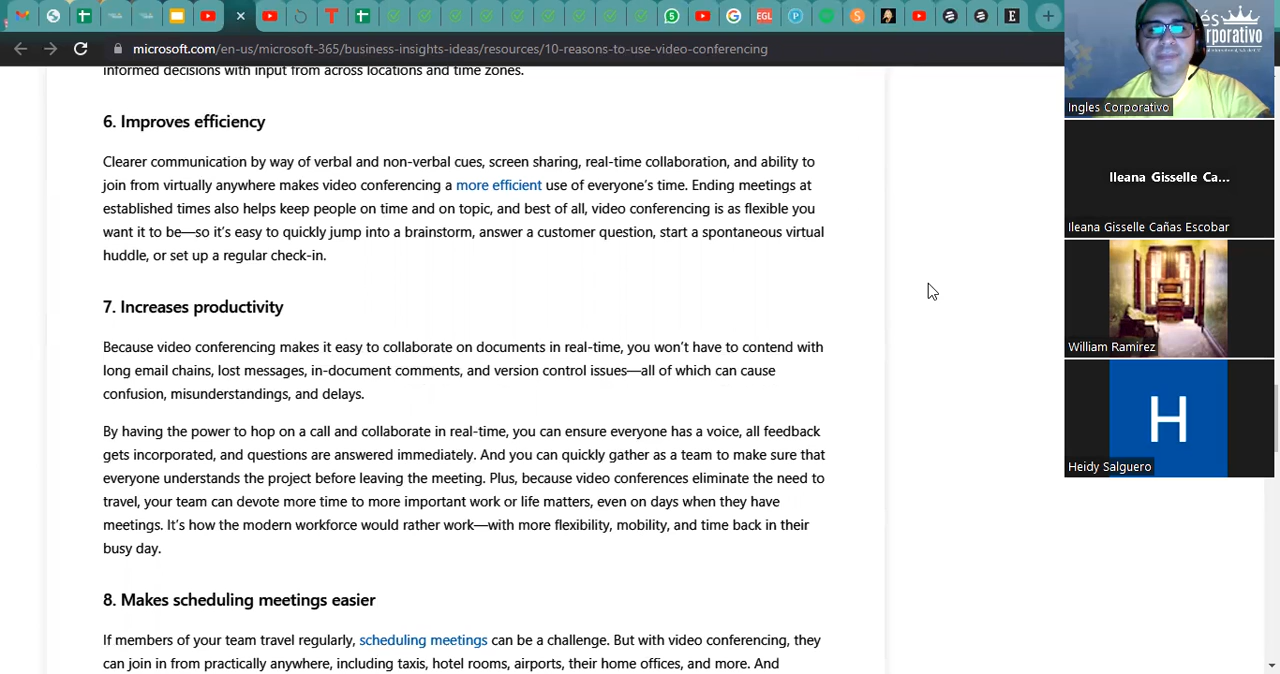 microsoft.com/en-us/microsoft-365/business-insights-ideas/resources/10-reasons-to-use-video-conferencing
informed decisions with input from across locations and time zones.
6. Improves efficiency
Clearer communication by way of verbal and non-verbal cues, screen sharing, real-time collaboration, and ability to
join from virtually anywhere makes video conferencing a more efficient use of everyone's time. Ending meetings at
established times also helps keep people on time and on topic, and best of all, video conferencing is as flexible you
want it to be—so it's easy to quickly jump into a brainstorm, answer a customer question, start a spontaneous virtual
huddle, or set up a regular check-in.
7. Increases productivity
Because video conferencing makes it easy to collaborate on documents in real-time, you won't have to contend with
long email chains, lost messages, in-document comments, and version control issues—all of which can cause
confusion, misunderstandings, and delays.
By having the power to hop on a call and collaborate in real-time, you can ensure everyone has a voice, all feedback
gets incorporated, and questions are answered immediately. And you can quickly gather as a team to make sure that
everyone understands the project before leaving the meeting. Plus, because video conferences eliminate the need to
travel, your team can devote more time to more important work or life matters, even on days when they have
meetings. It's how the modern workforce would rather work—with more flexibility, mobility, and time back in their
busy day.
8. Makes scheduling meetings easier
If members of your team travel regularly, scheduling meetings can be a challenge. But with video conferencing, they
can join in from practically anywhere, including taxis, hotel rooms, airports, their home offices, and more. And
Ingles Corporativo
Ileana Gisselle Ca...
Ileana Gisselle Cañas Escobar
William Ramirez
H
Heidy Salguero